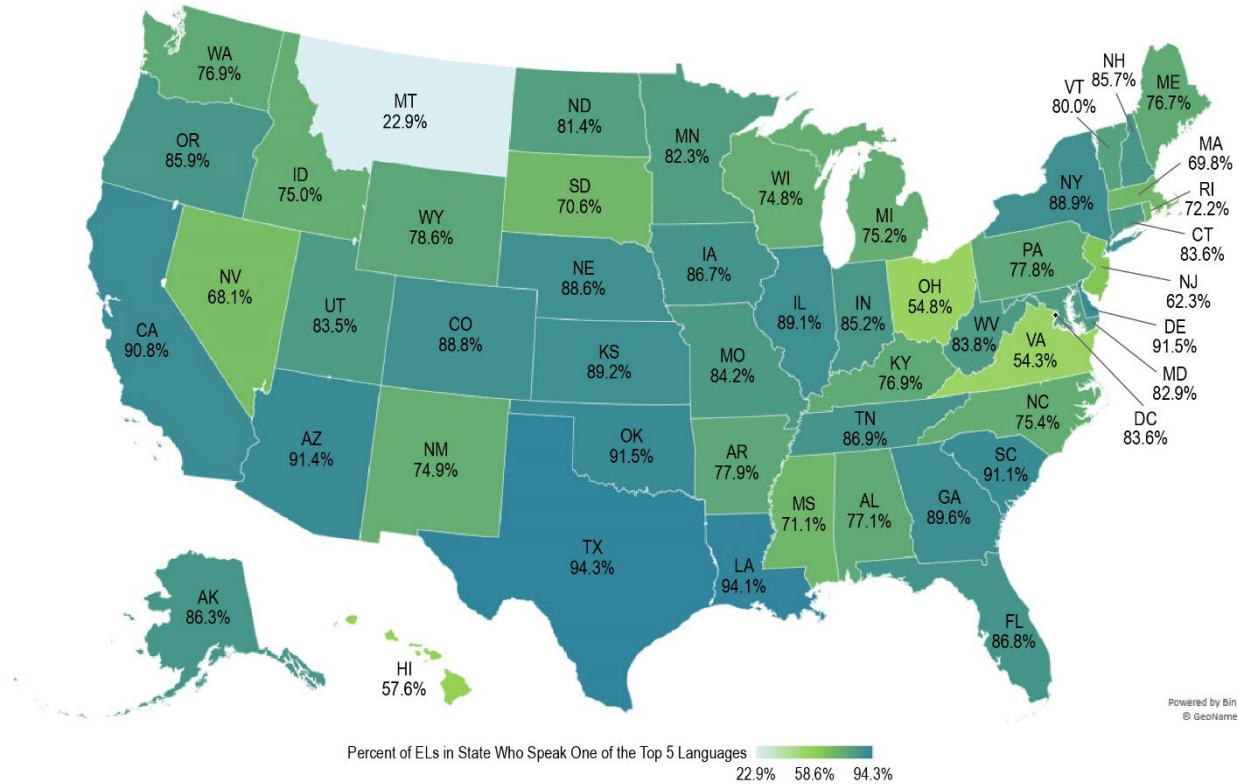 WA
76.9%
MT
22.9%
ND
81.4%
MN
82.3%
VT
80.0%
NH
85.7%
ME
76.7%
OR
85.9%
ID
75.0%
SD
70.6%
WI
74.8%
MI
75.2%
NY
88.9%
MA
69.8%
RI
72.2%
CT
83.6%
WY
78.6%
NV
68.1%
UT
83.5%
CO
88.8%
NE
88.6%
IA
86.7%
IL
89.1%
IN
85.2%
OH
54.8%
PA
77.8%
NJ
62.3%
CA
90.8%
KS
89.2%
MO
84.2%
KY
76.9%
WV
83.8%
VA
54.3%
DE
91.5%
MD
82.9%
DC
83.6%
AZ
91.4%
NM
74.9%
OK
91.5%
AR
77.9%
TN
86.9%
NC
75.4%
SC
91.1%
TX
94.3%
LA
94.1%
MS
71.1%
AL
77.1%
GA
89.6%
AK
86.3%
HI
57.6%
FL
86.8%
Powered by Bin
© GeoName
Percent of ELs in State Who Speak One of the Top 5 Languages
22.9% 58.6% 94.3%